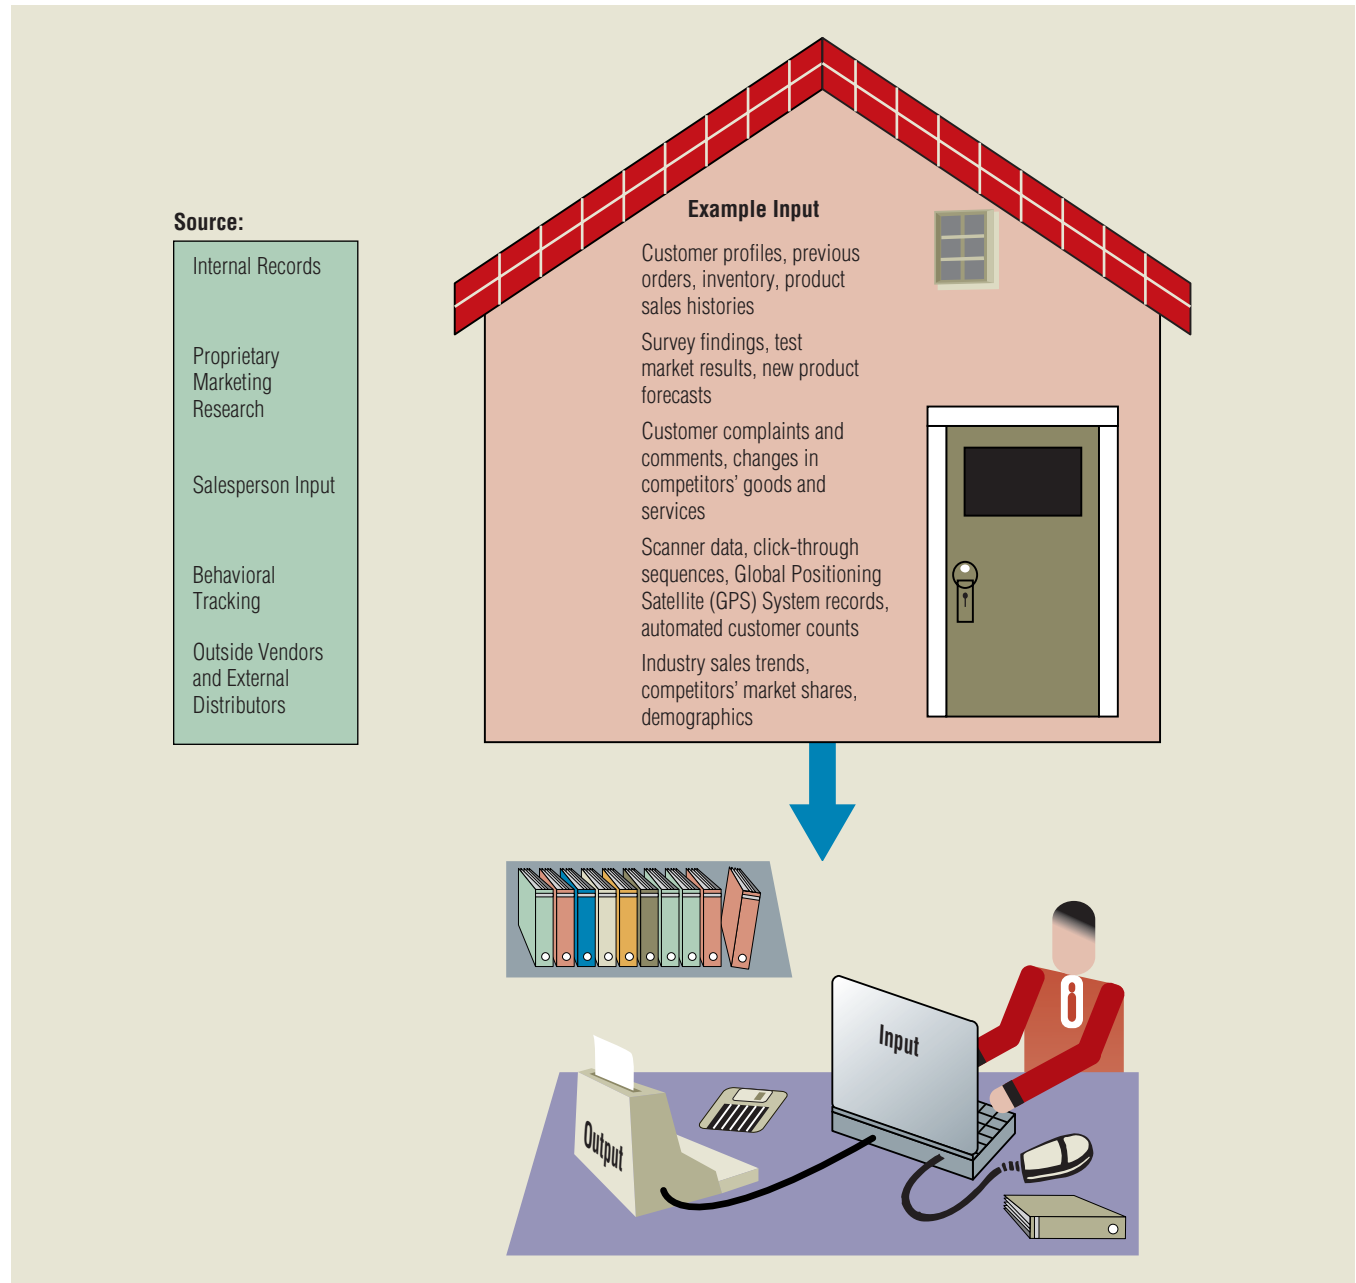 Source:
Internal Records
Proprietary
Marketing
Research
Salesperson Input
Behavioral
Tracking
Outside Vendors
and External
Distributors
Example Input
Customer profiles, previous
orders, inventory, product
sales histories
Survey findings, test
market results, new product
forecasts
Customer complaints and
comments, changes in
competitors’ goods and
services
Scanner data, click-through
sequences, Global Positioning
Satellite (GPS) System records,
automated customer counts
Industry sales trends,
competitors’ market shares,
demographics
Input
Output